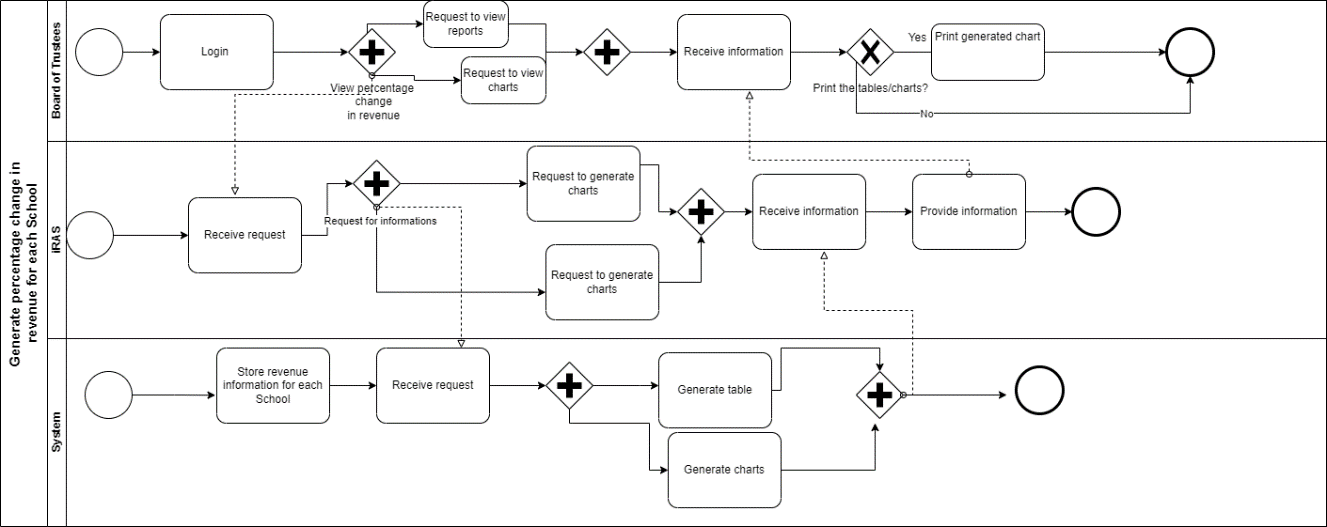 Generate percentage change in
revenue for each School
Board of Trustees
Login
View percentage
change
in revenue
Request to view
reports
Request to view
charts
Receive information
Print the tables/charts?
Yes
Print generated chart
No
iRAS
Receive request
Request for informations
Request to generate
charts
Request to generate
charts
Receive information
Provide information
System
Store revenue
information for each
School
Receive request
Generate table
Generate charts